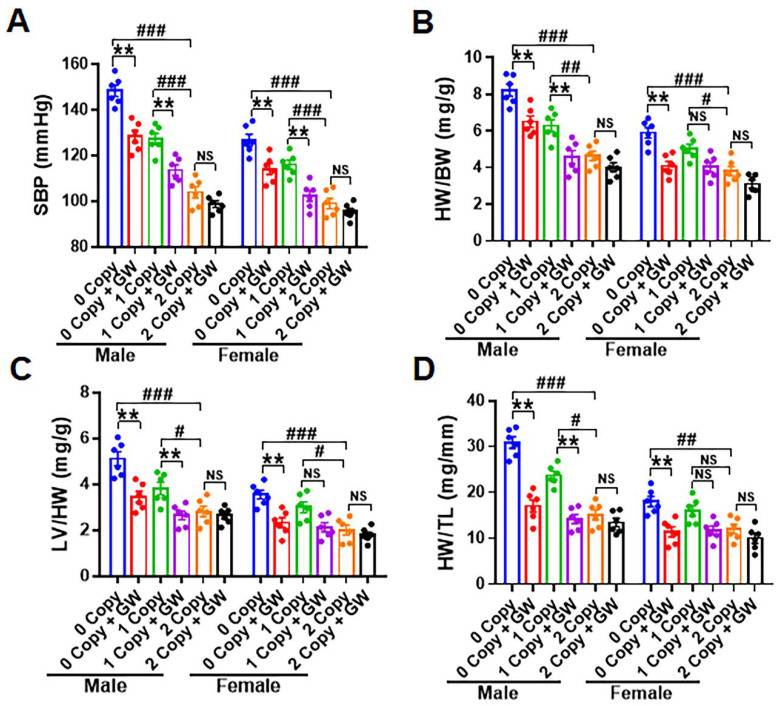 A
###
**
###
**
NS
###
**
###
**
NS
SBP (mmHg)
160
140
120
100
80
0 Copy
0 Copy + GW
1 Copy
1 Copy + GW
2 Copy
2 Copy + GW
0 Copy
0 Copy + GW
1 Copy
1 Copy + GW
2 Copy
2 Copy + GW
Male
Female
B
###
**
##
**
NS
###
**
#
NS
NS
HW/BW (mg/g)
10
8
6
4
2
0
0 Copy
0 Copy + GW
1 Copy
1 Copy + GW
2 Copy
2 Copy + GW
0 Copy
0 Copy + GW
1 Copy
1 Copy + GW
2 Copy
2 Copy + GW
Male
Female
C
###
**
#
**
NS
###
**
#
NS
NS
LV/HW (mg/g)
8
6
4
2
0
0 Copy
0 Copy + GW
1 Copy
1 Copy + GW
2 Copy
2 Copy + GW
0 Copy
0 Copy + GW
1 Copy
1 Copy + GW
2 Copy
2 Copy + GW
Male
Female
D
###
**
#
**
NS
##
**
NS
NS
NS
HW/TL (mg/mm)
40
30
20
10
0
0 Copy
0 Copy + GW
1 Copy
1 Copy + GW
2 Copy
2 Copy + GW
0 Copy
0 Copy + GW
1 Copy
1 Copy + GW
2 Copy
2 Copy + GW
Male
Female